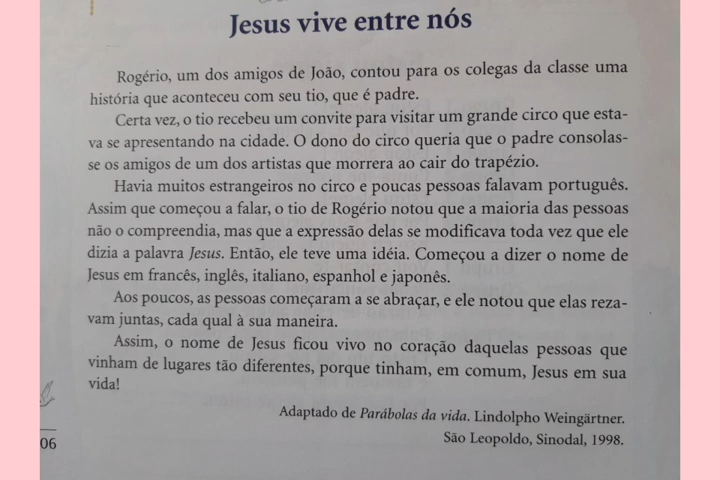 Jesus vive entre nós
Rogério, um dos amigos de João, contou para os colegas da classe uma
história que aconteceu com seu tio, que é padre.
Certa vez, o tio recebeu um convite para visitar um grande circo que esta-
va se apresentando na cidade. O dono do circo queria que o padre consolas-
se os amigos de um dos artistas que morrera ao cair do trapézio.
Havia muitos estrangeiros no circo e poucas pessoas falavam português.
Assim que começou a falar, o tio de Rogério notou que a maioria das pessoas
não o compreendia, mas que a expressão delas se modificava toda vez que ele
dizia a palavra Jesus. Então, ele teve uma idéia. Começou a dizer o nome de
Jesus em francês, inglês, italiano, espanhol e japonês.
Aos poucos, as pessoas começaram a se abraçar, e ele notou que elas reza-
vam juntas, cada qual à sua maneira.
Assim, o nome de Jesus ficou vivo no coração daquelas pessoas que
vinham de lugares tão diferentes, porque tinham, em comum, Jesus em sua
vida!
Adaptado de Parábolas da vida. Lindolpho Weingärtner.
São Leopoldo, Sinodal, 1998.
06